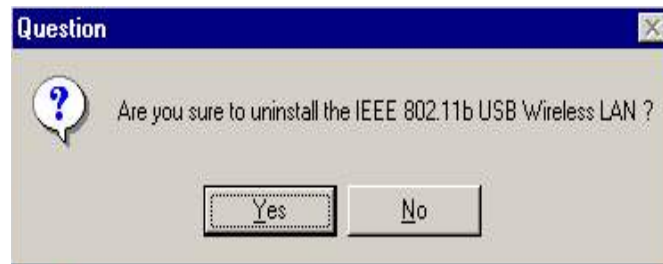 Question
Are you sure to uninstall the IEEE 802.11b USB Wireless LAN ?
Yes No